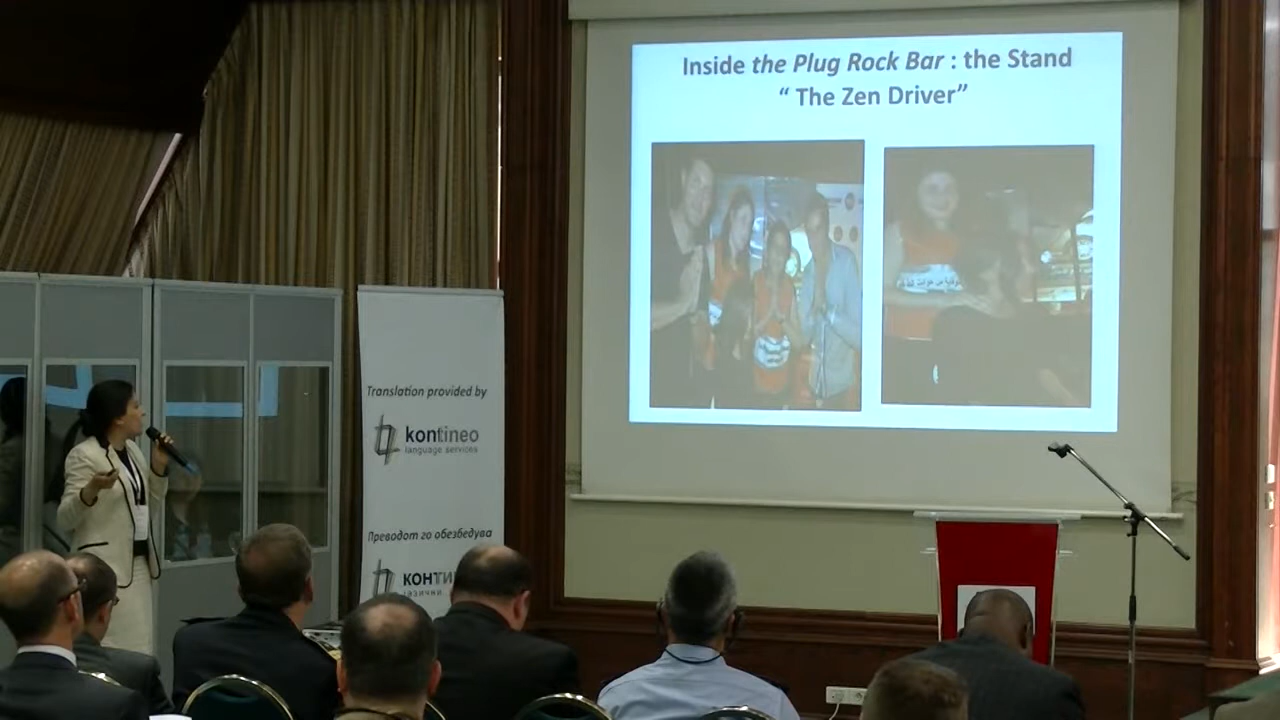 Inside the Plug Rock Bar : the Stand
“ The Zen Driver”
Translation provided by
kontineo
language services
Преводот го обезбедува
јазични